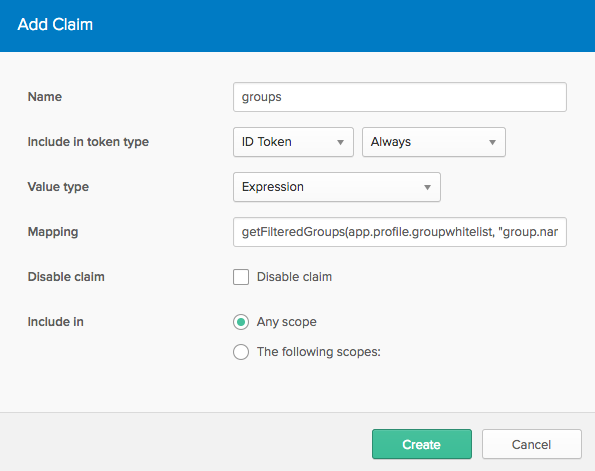 Add Claim
Name groups
Include in token type ID Token Always
Value type Expression
Mapping getFilteredGroups(app.profile.groupwhitelist, "group.nar
Disable claim Disable claim
Include in Any scope
The following scopes:
Create Cancel